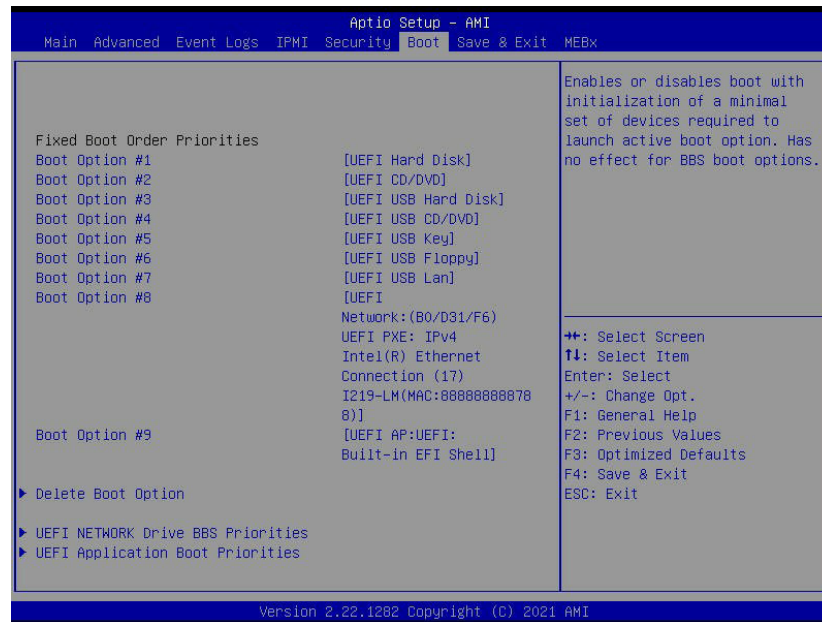 Aptio Setup – AMI
Main Advanced Event Logs IPMI Security Boot Save & Exit MEBx
Fixed Boot Order Priorities
Boot Option #1 [UEFI Hard Disk]
Boot Option #2 [UEFI CD/DVD]
Boot Option #3 [UEFI USB Hard Disk]
Boot Option #4 [UEFI USB CD/DVD]
Boot Option #5 [UEFI USB Key]
Boot Option #6 [UEFI USB Floppy]
Boot Option #7 [UEFI USB Lan]
Boot Option #8 [UEFI
Network:(B0/D31/F6)
UEFI PXE: IPv4
Intel(R) Ethernet
Connection (17)
I219-LM(MAC:88888888878
8)]
Boot Option #9 [UEFI AP:UEFI:
Built-in EFI Shell]
Delete Boot Option
UEFI NETWORK Drive BBS Priorities
UEFI Application Boot Priorities
Enables or disables boot with
initialization of a minimal
set of devices required to
launch active boot option. Has
no effect for BBS boot options.
→←: Select Screen
↑↓: Select Item
Enter: Select
+/-: Change Opt.
F1: General Help
F2: Previous Values
F3: Optimized Defaults
F4: Save & Exit
ESC: Exit
Version 2.22.1282 Copyright (C) 2021 AMI